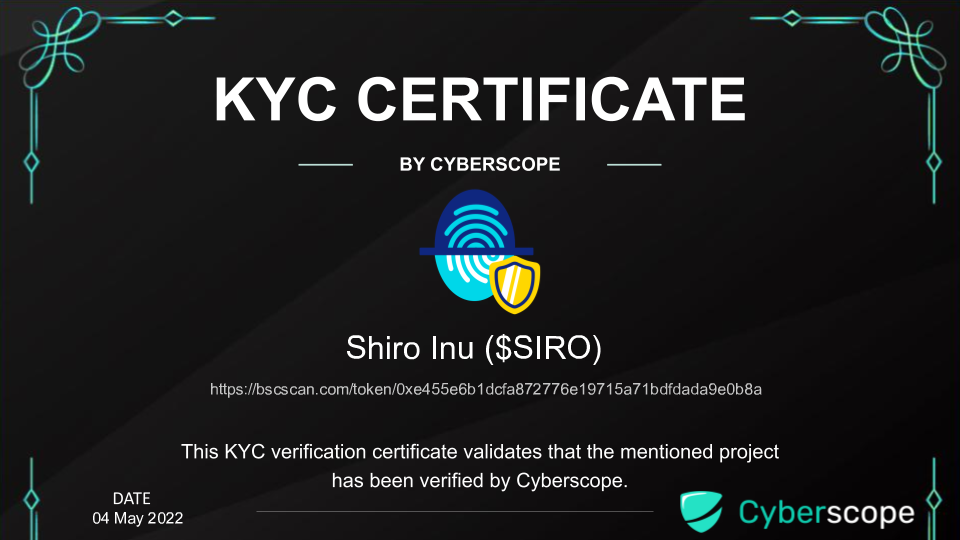 KYC CERTIFICATE
BY CYBERSCOPE
Shiro Inu ($SIRO)
https://bscscan.com/token/0xe455e6b1dcfa872776e19715a71bdfdada9e0b8a
This KYC verification certificate validates that the mentioned project
has been verified by Cyberscope.
DATE
04 May 2022
Cyberscope